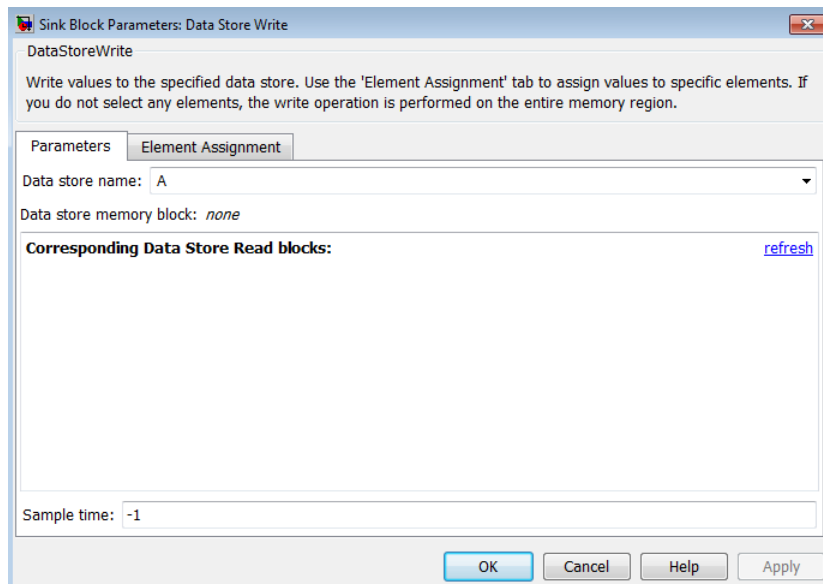 Sink Block Parameters: Data Store Write
DataStoreWrite
Write values to the specified data store. Use the 'Element Assignment' tab to assign values to specific elements. If
you do not select any elements, the write operation is performed on the entire memory region.
Parameters
Element Assignment
Data store name: A
Data store memory block: none
Corresponding Data Store Read blocks: refresh
Sample time: -1
OK Cancel Help Apply